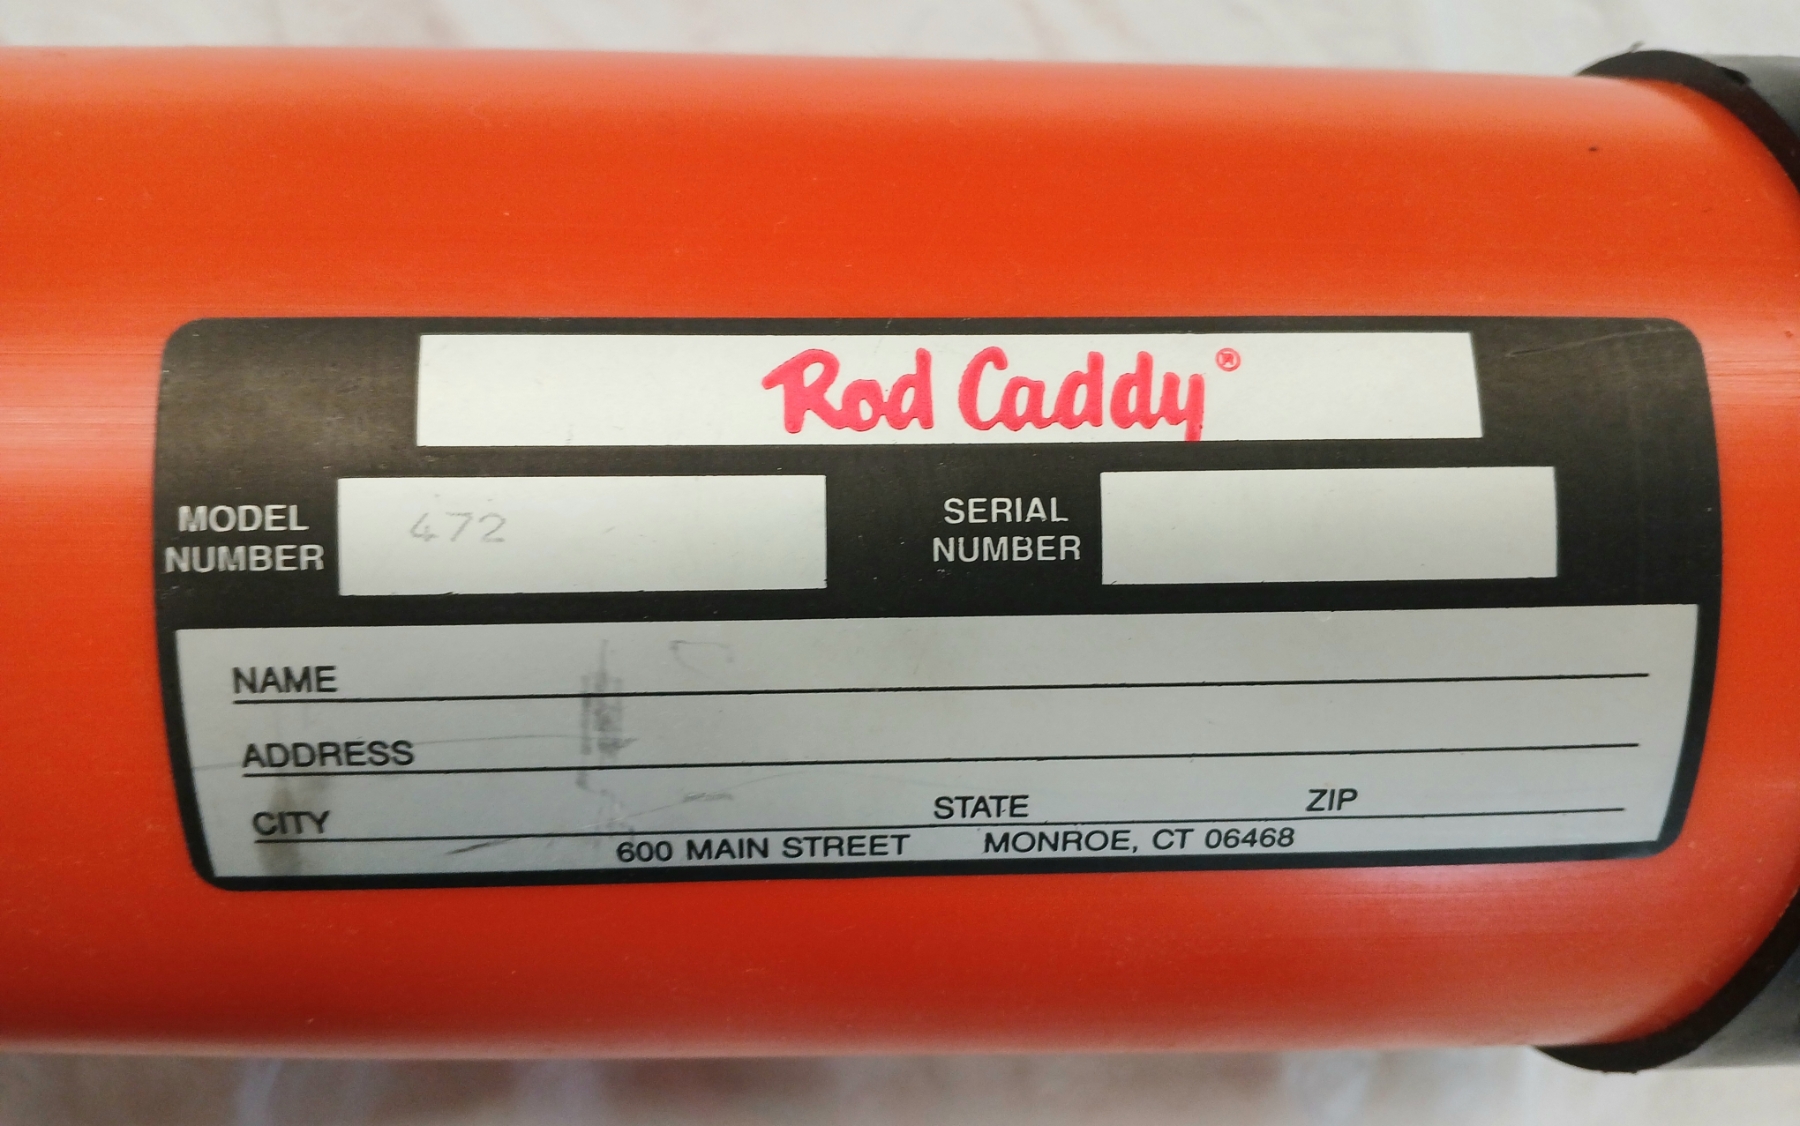 Rod Caddy®
MODEL NUMBER 472
SERIAL NUMBER
NAME
ADDRESS
CITY STATE ZIP
600 MAIN STREET MONROE, CT 06468